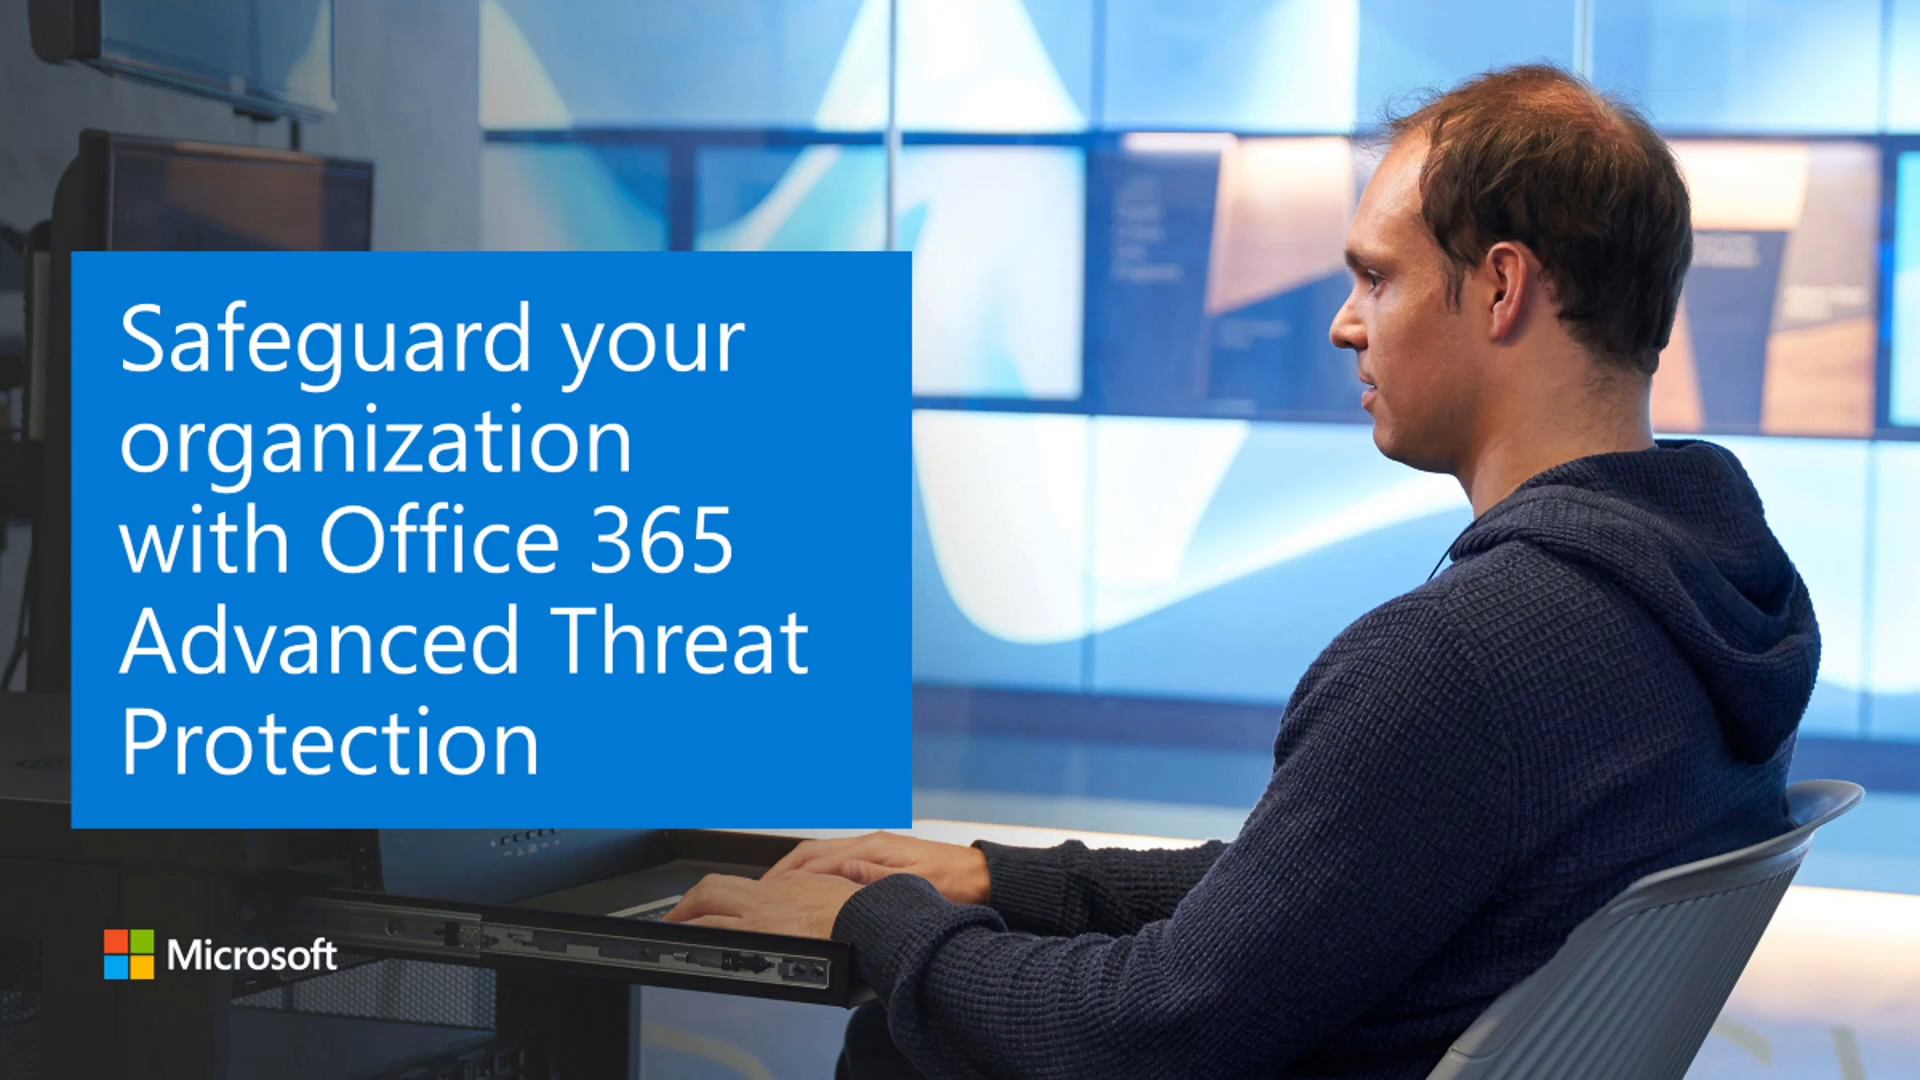 Safeguard your
organization
with Office 365
Advanced Threat
Protection
Microsoft